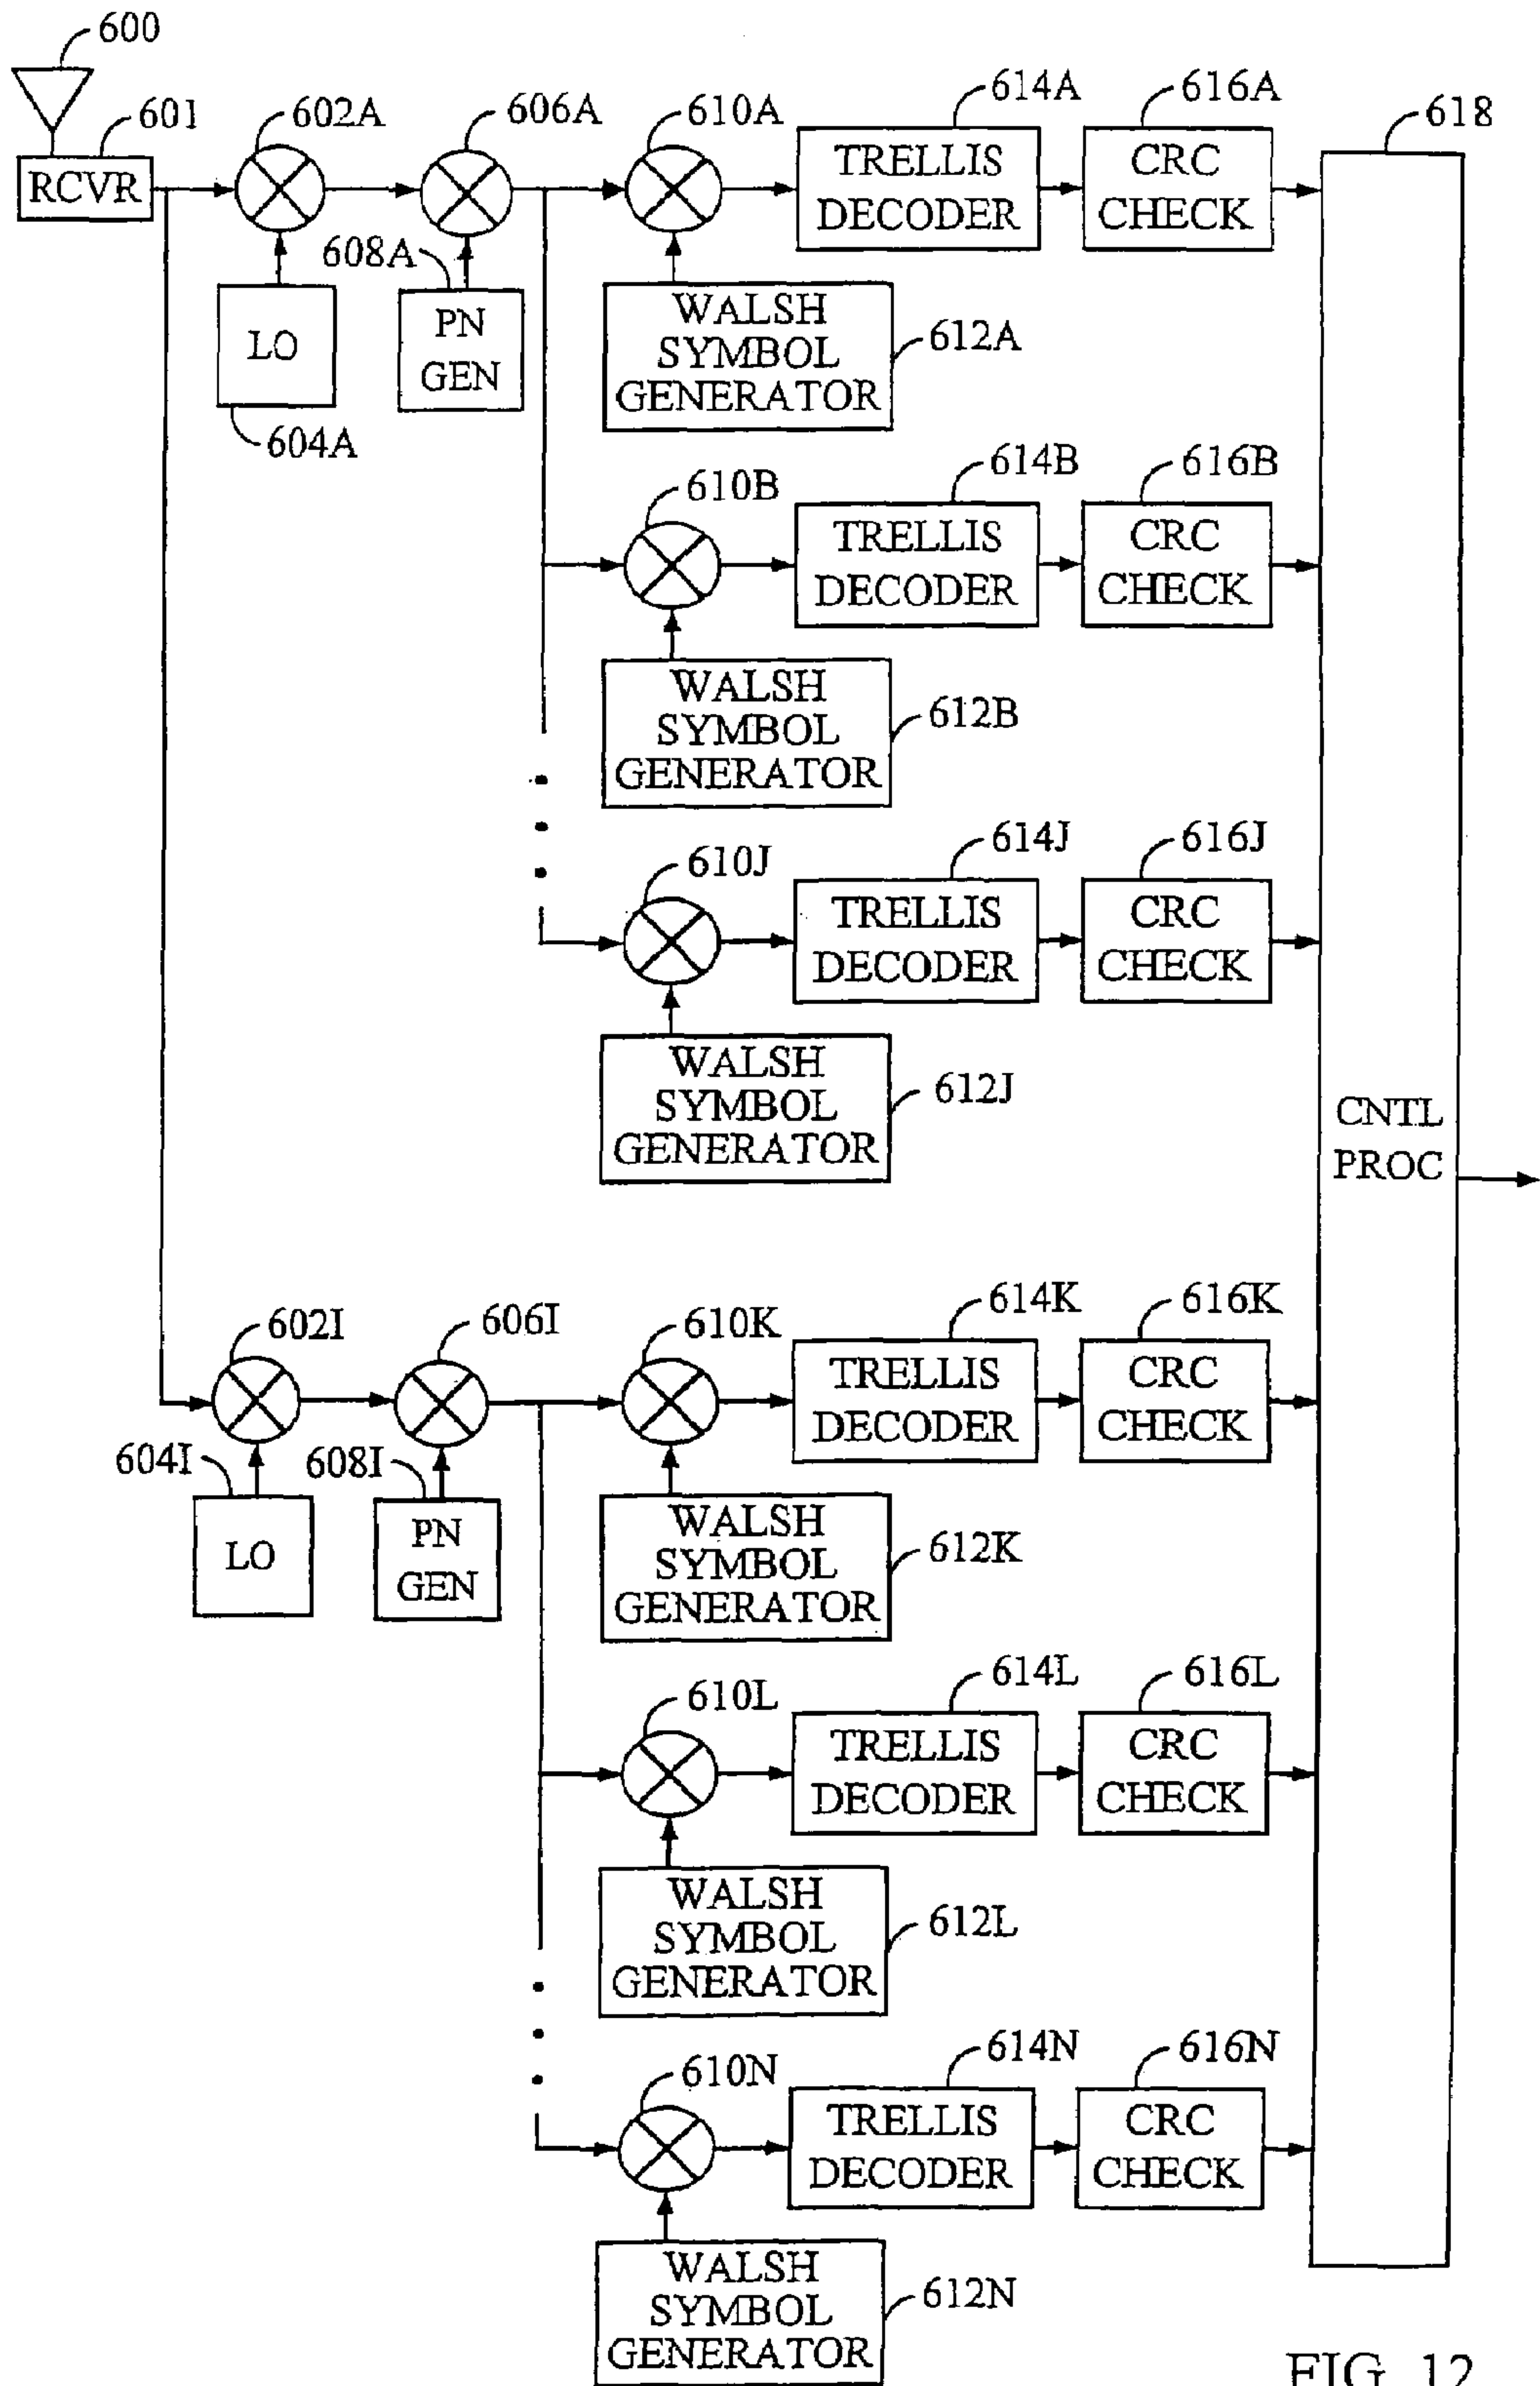 600
601
602A
606A
610A
614A
616A
618
RCVR
TRELLIS
DECODER
CRC
CHECK
608A
LO
PN
GEN
WALSH
SYMBOL
GENERATOR
612A
604A
610B
614B
616B
TRELLIS
DECODER
CRC
CHECK
WALSH
SYMBOL
GENERATOR
612B
610J
614J
616J
TRELLIS
DECODER
CRC
CHECK
WALSH
SYMBOL
GENERATOR
612J
CNTL
PROC
602I
606I
610K
614K
616K
TRELLIS
DECODER
CRC
CHECK
604I
608I
LO
PN
GEN
WALSH
SYMBOL
GENERATOR
612K
610L
614L
616L
TRELLIS
DECODER
CRC
CHECK
WALSH
SYMBOL
GENERATOR
612L
610N
614N
616N
TRELLIS
DECODER
CRC
CHECK
WALSH
SYMBOL
GENERATOR
612N
FIG. 12